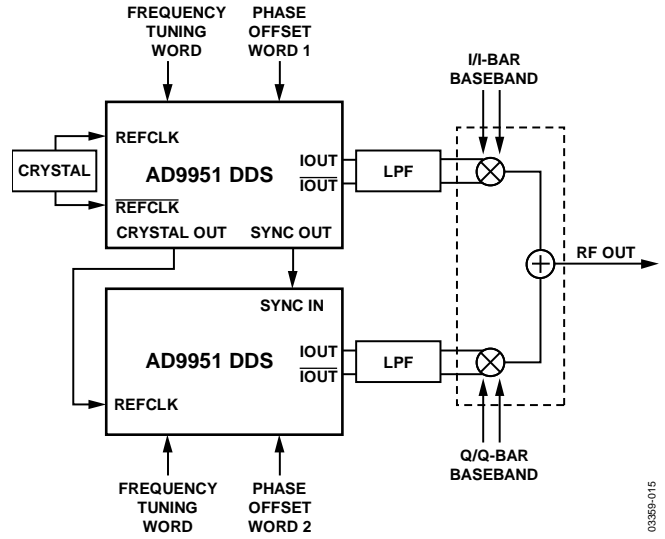 FREQUENCY
TUNING
WORD
PHASE
OFFSET
WORD 1
I/I-BAR
BASEBAND
CRYSTAL
REFCLK
AD9951 DDS
REFCLK
IOUT
IOUT
LPF
CRYSTAL OUT
SYNC OUT
RF OUT
SYNC IN
AD9951 DDS
IOUT
IOUT
LPF
REFCLK
FREQUENCY
TUNING
WORD
PHASE
OFFSET
WORD 2
Q/Q-BAR
BASEBAND
03359-015